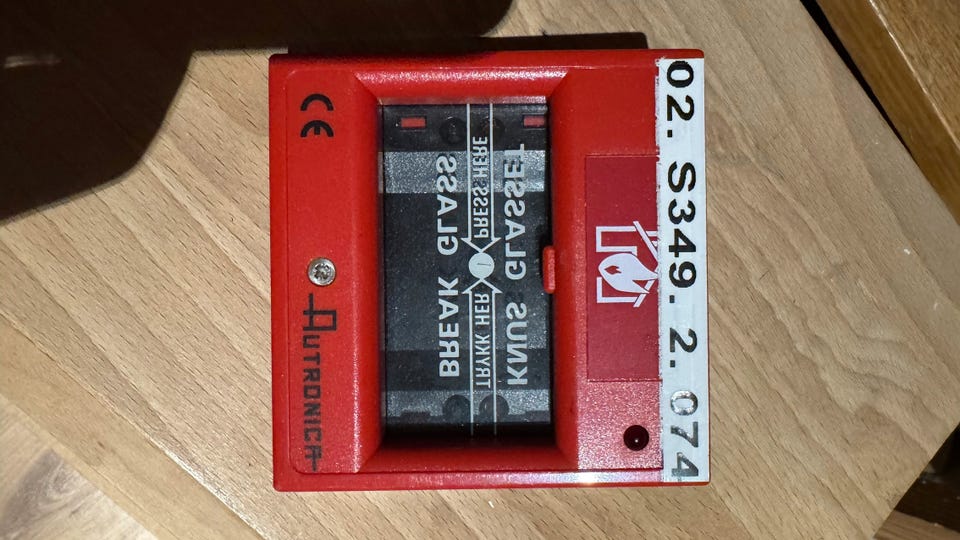 02. S349. 2. 074
KNUS GLASSET
TRYKK HER PRESS HERE
BREAK GLASS
CE AUTRONICA